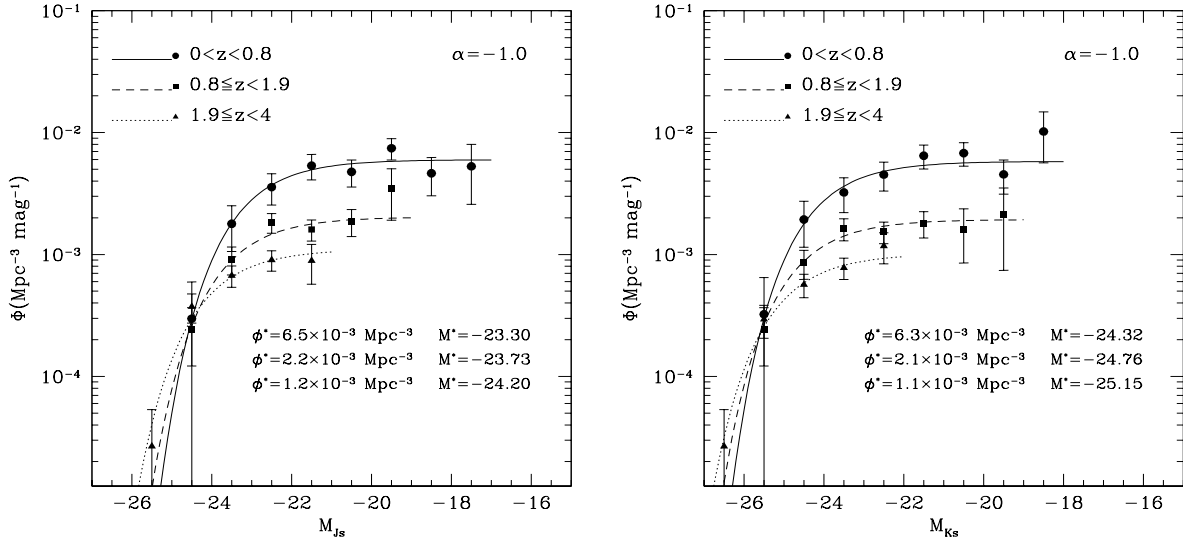 10⁻¹
10⁻²
10⁻³
10⁻⁴
Φ(Mpc⁻³ mag⁻¹)
0<z<0.8
0.8≦z<1.9
1.9≦z<4
α=−1.0
ϕ*=6.5×10⁻³ Mpc⁻³ M*=−23.30
ϕ*=2.2×10⁻³ Mpc⁻³ M*=−23.73
ϕ*=1.2×10⁻³ Mpc⁻³ M*=−24.20
−26 −24 −22 −20 −18 −16
M_Js
10⁻¹
10⁻²
10⁻³
10⁻⁴
Φ(Mpc⁻³ mag⁻¹)
0<z<0.8
0.8≦z<1.9
1.9≦z<4
α=−1.0
ϕ*=6.3×10⁻³ Mpc⁻³ M*=−24.32
ϕ*=2.1×10⁻³ Mpc⁻³ M*=−24.76
ϕ*=1.1×10⁻³ Mpc⁻³ M*=−25.15
−26 −24 −22 −20 −18 −16
M_Ks